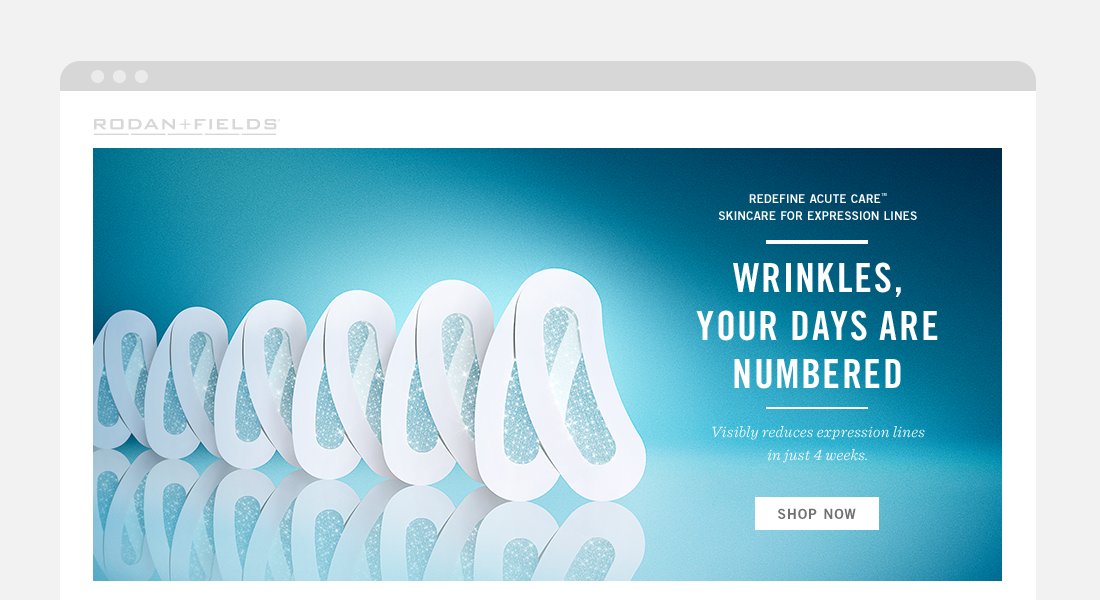 RODAN+FIELDS
REDEFINE ACUTE CARE™
SKINCARE FOR EXPRESSION LINES
WRINKLES,
YOUR DAYS ARE
NUMBERED
Visibly reduces expression lines
in just 4 weeks.
SHOP NOW